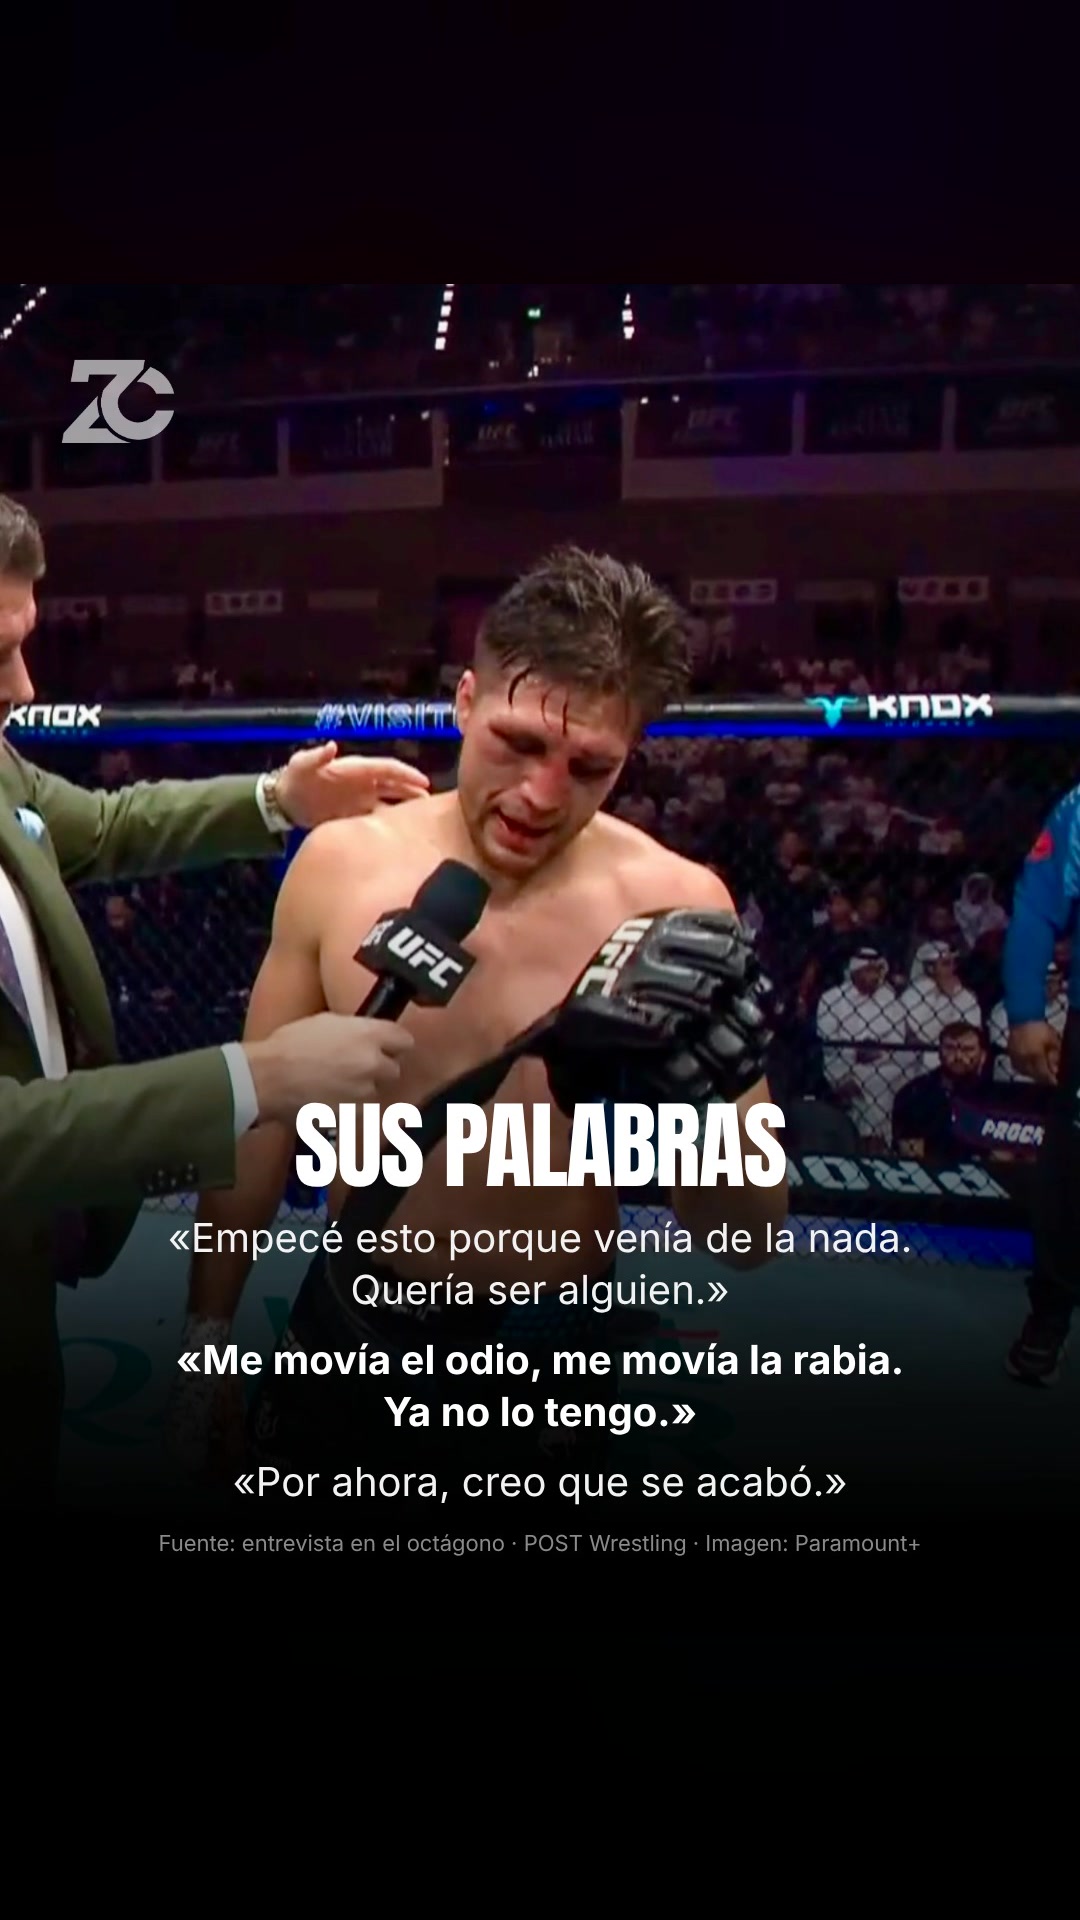 ZC
KNOX
#VISIT
KNOX
UFC
UFC
SUS PALABRAS
«Empecé esto porque venía de la nada.
Quería ser alguien.»
«Me movía el odio, me movía la rabia.
Ya no lo tengo.»
«Por ahora, creo que se acabó.»
Fuente: entrevista en el octágono · POST Wrestling · Imagen: Paramount+